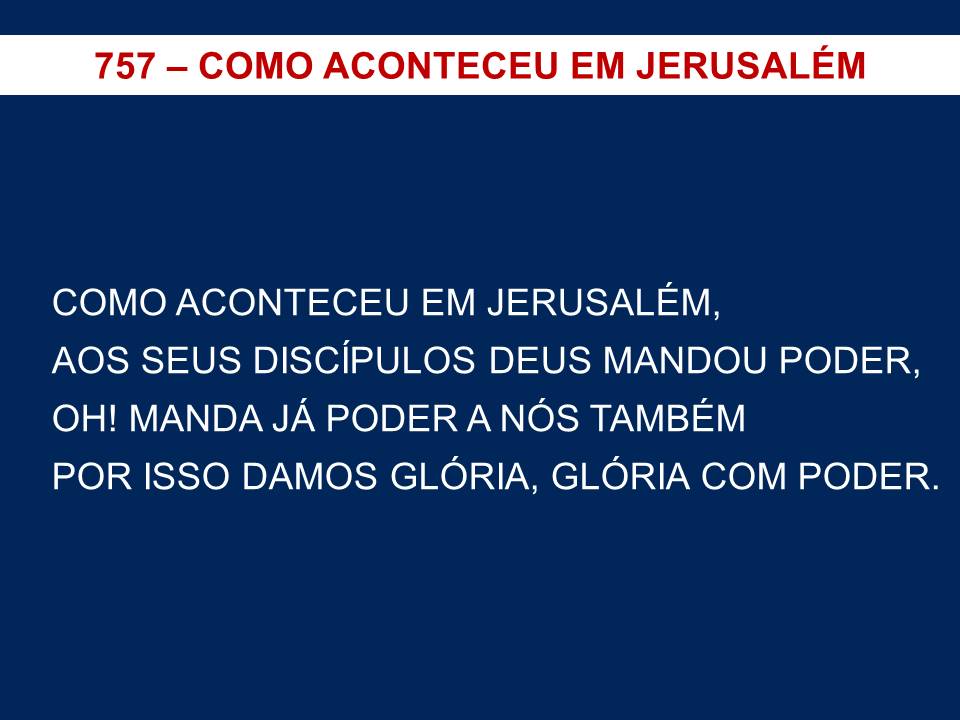 757 – COMO ACONTECEU EM JERUSALÉM
COMO ACONTECEU EM JERUSALÉM,
AOS SEUS DISCÍPULOS DEUS MANDOU PODER,
OH! MANDA JÁ PODER A NÓS TAMBÉM
POR ISSO DAMOS GLÓRIA, GLÓRIA COM PODER.